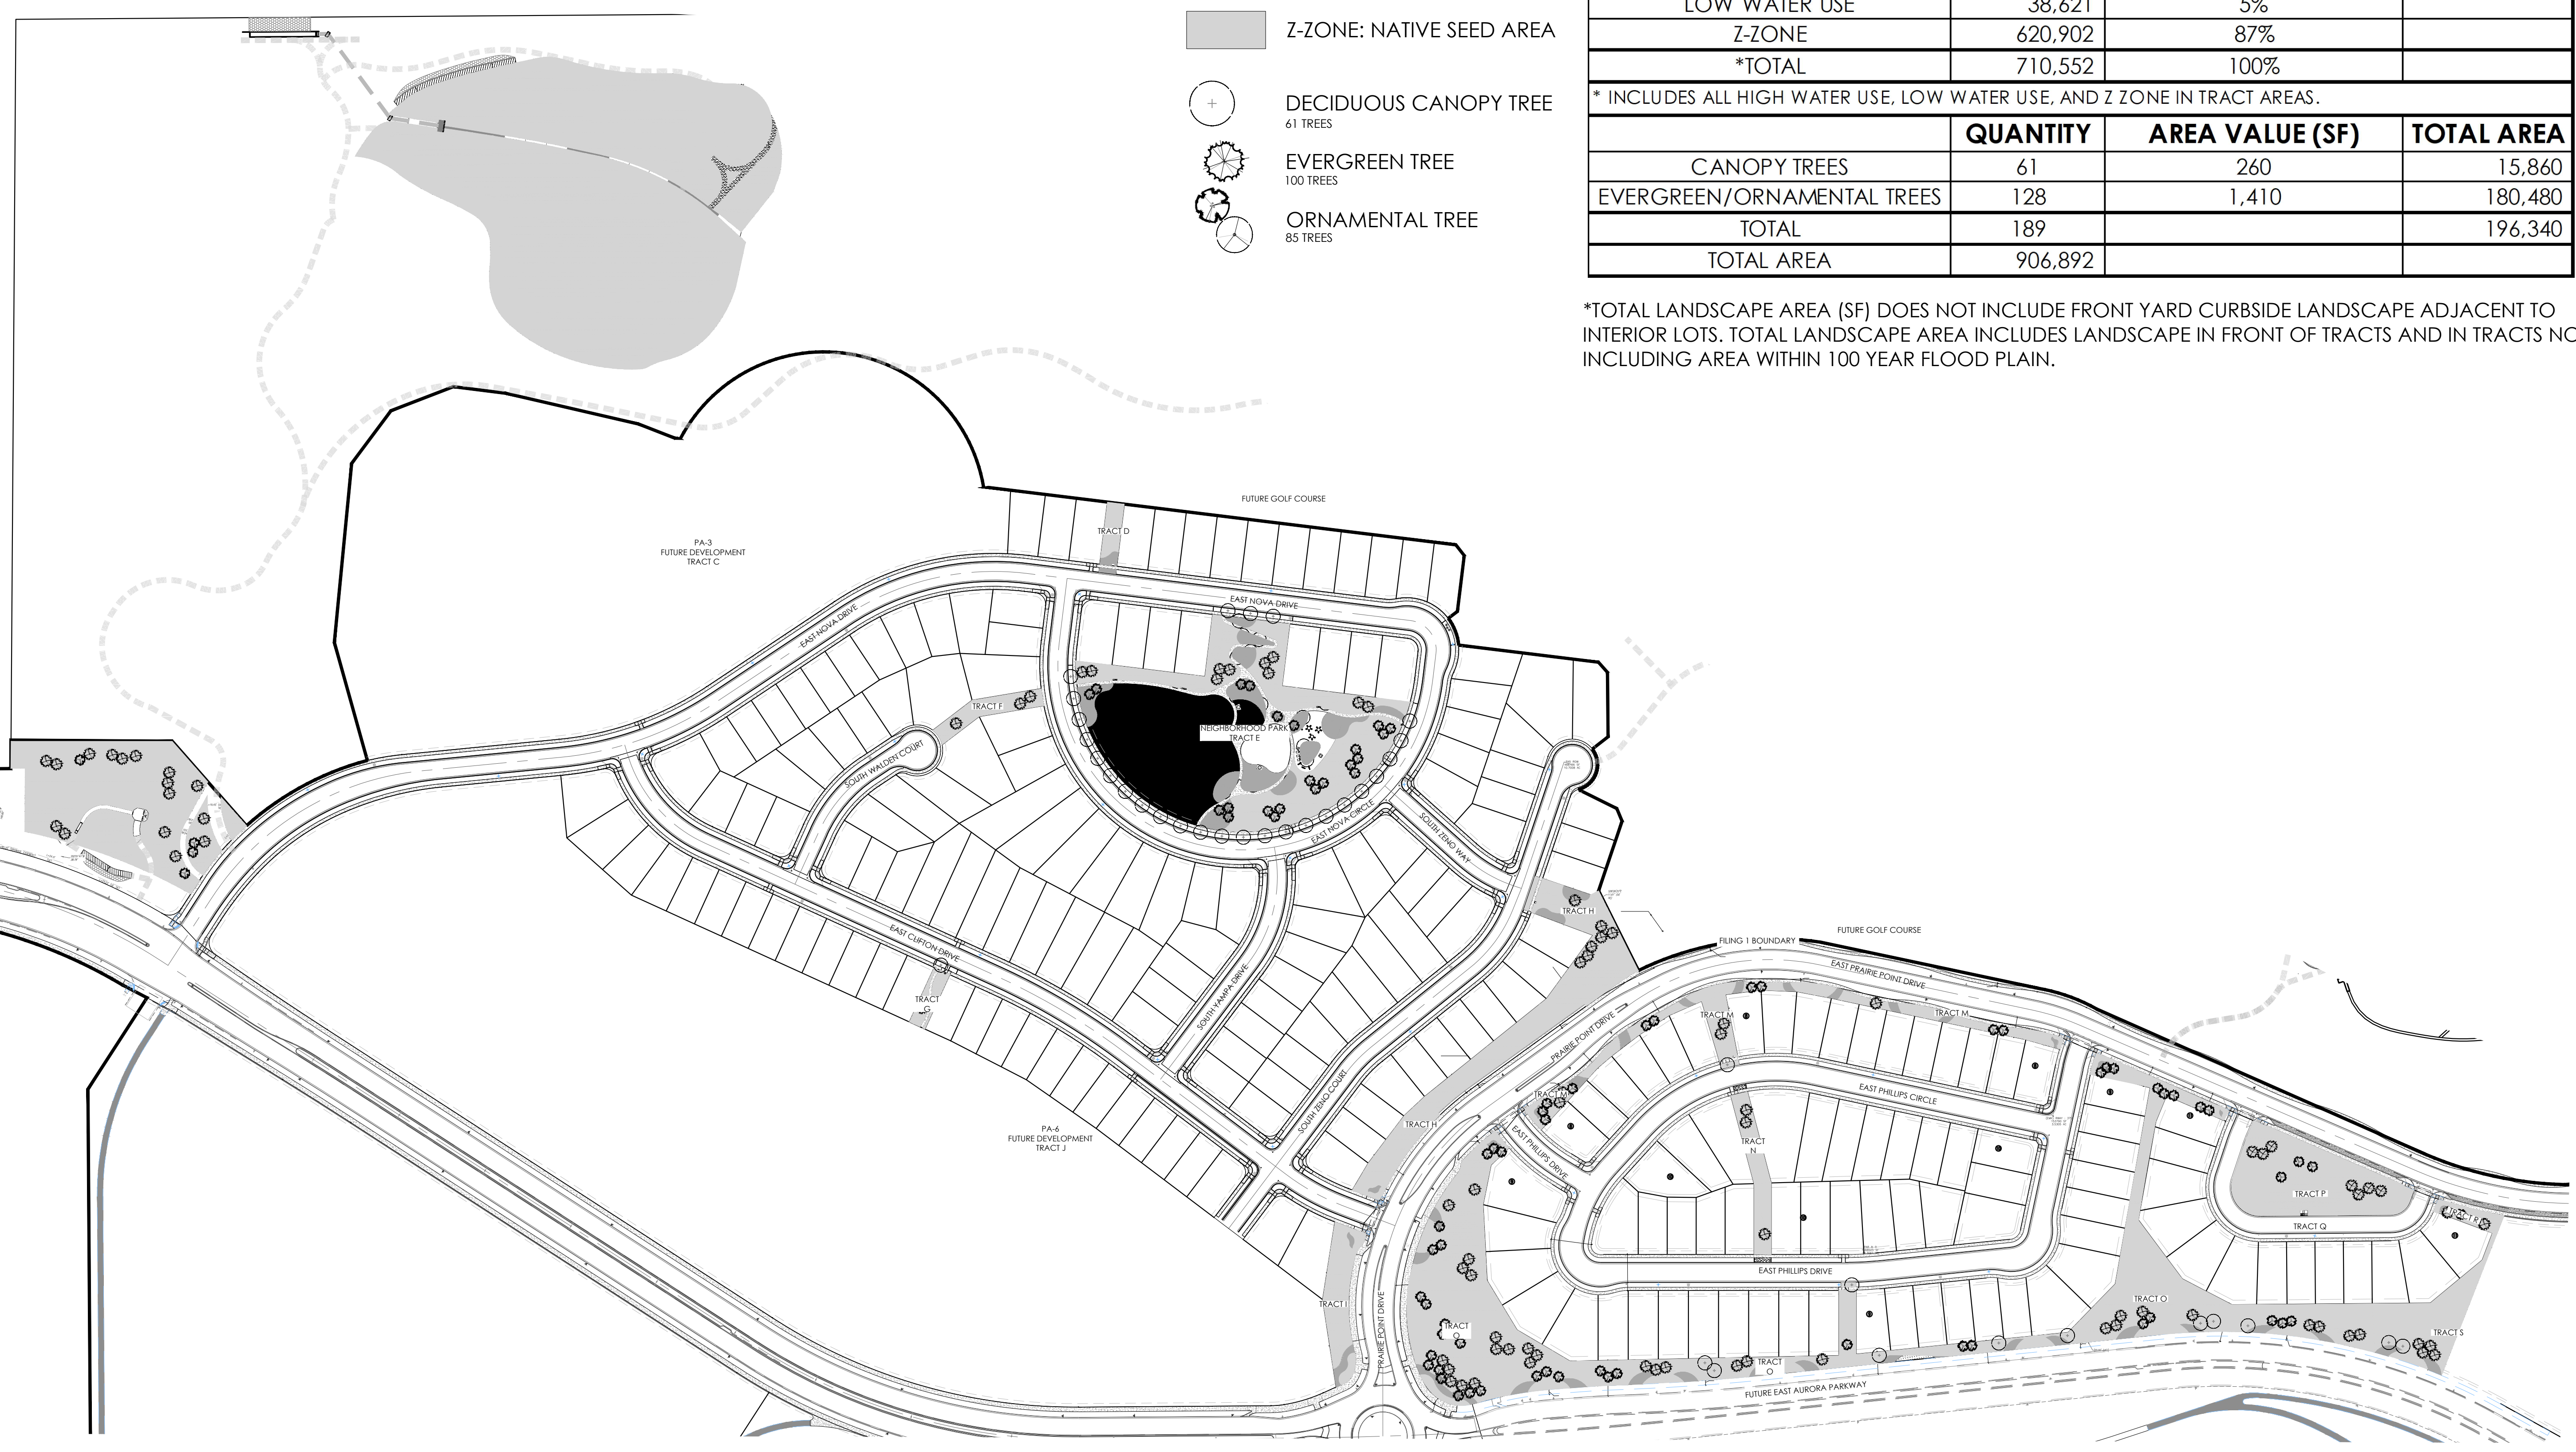 LOW WATER USE 38,621 5%
Z-ZONE: NATIVE SEED AREA
Z-ZONE 620,902 87%
*TOTAL 710,552 100%
* INCLUDES ALL HIGH WATER USE, LOW WATER USE, AND Z ZONE IN TRACT AREAS.
DECIDUOUS CANOPY TREE
61 TREES
EVERGREEN TREE
100 TREES
ORNAMENTAL TREE
85 TREES
QUANTITY AREA VALUE (SF) TOTAL AREA
CANOPY TREES 61 260 15,860
EVERGREEN/ORNAMENTAL TREES 128 1,410 180,480
TOTAL 189 196,340
TOTAL AREA 906,892
*TOTAL LANDSCAPE AREA (SF) DOES NOT INCLUDE FRONT YARD CURBSIDE LANDSCAPE ADJACENT TO
INTERIOR LOTS. TOTAL LANDSCAPE AREA INCLUDES LANDSCAPE IN FRONT OF TRACTS AND IN TRACTS NO
INCLUDING AREA WITHIN 100 YEAR FLOOD PLAIN.
FUTURE GOLF COURSE
TRACT D
PA-3
FUTURE DEVELOPMENT
TRACT C
EAST NOVA DRIVE
EAST NOVA DRIVE
TRACT F
NEIGHBORHOOD PARK
TRACT E
SOUTH WALDEN COURT
EAST NOVA CIRCLE
SOUTH ZENO WAY
TRACT H
EAST CLIFTON DRIVE
FUTURE GOLF COURSE
FILING 1 BOUNDARY
EAST PRAIRIE POINT DRIVE
TRACT
G
SOUTH YAMPA DRIVE
TRACT M
TRACT M
PRAIRIE POINT DRIVE
EAST PHILLIPS CIRCLE
TRACT M
SOUTH ZENO COURT
TRACT H
PA-6
FUTURE DEVELOPMENT
TRACT J
EAST PHILLIPS DRIVE
TRACT
N
TRACT P
TRACT R
TRACT Q
EAST PHILLIPS DRIVE
TRACT I
TRACT O
PRAIRIE POINT DRIVE
TRACT
O
TRACT S
TRACT
O
FUTURE EAST AURORA PARKWAY